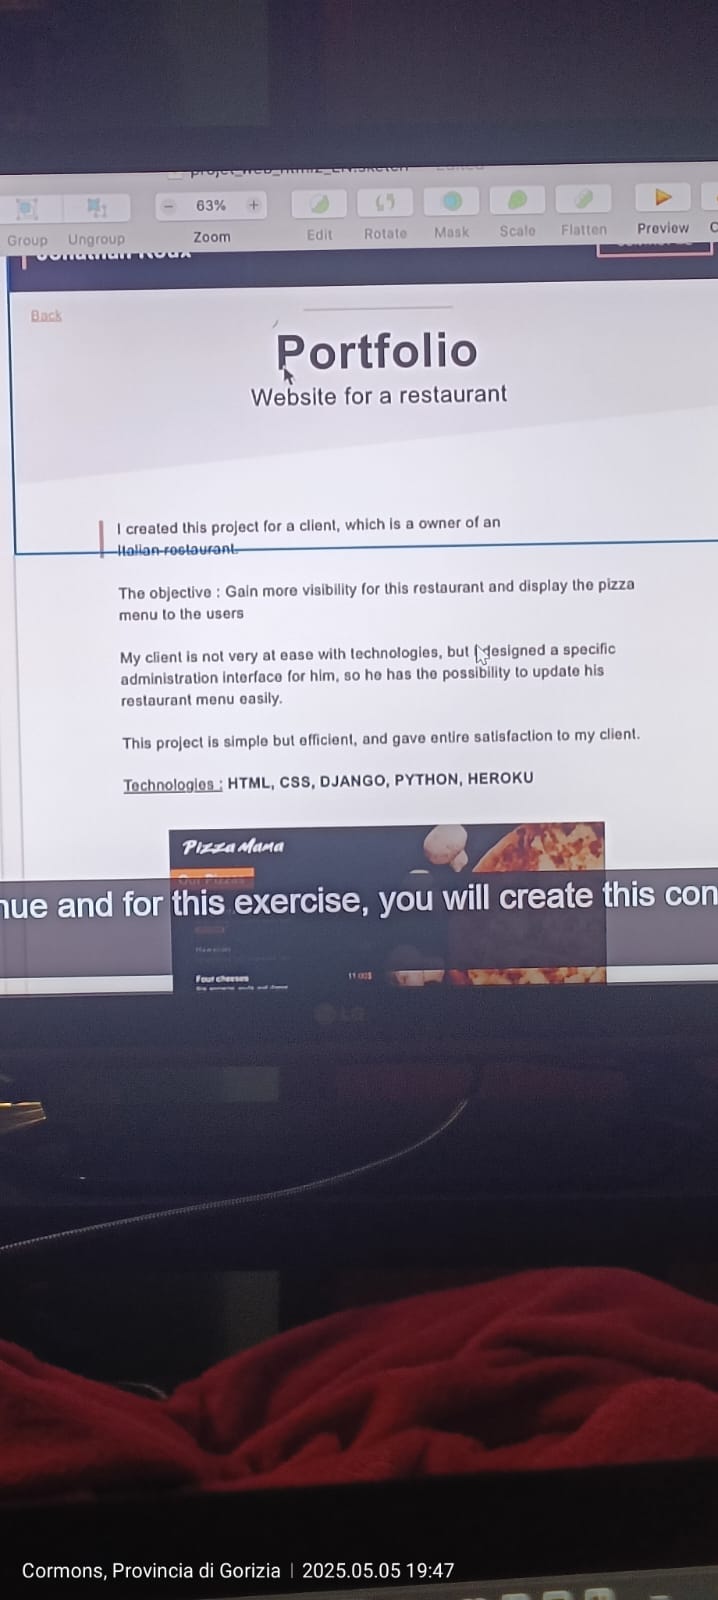 63%
Group Ungroup Zoom Edit Rotate Mask Scale Flatten Preview
Back
Portfolio
Website for a restaurant
I created this project for a client, which is a owner of an
Italian restaurant.
The objective : Gain more visibility for this restaurant and display the pizza
menu to the users
My client is not very at ease with technologies, but I designed a specific
administration interface for him, so he has the possibility to update his
restaurant menu easily.
This project is simple but efficient, and gave entire satisfaction to my client.
Technologies : HTML, CSS, DJANGO, PYTHON, HEROKU
Pizza Mama
Our Pizzas
nue and for this exercise, you will create this con
Four cheeses
LG
Cormons, Provincia di Gorizia | 2025.05.05 19:47